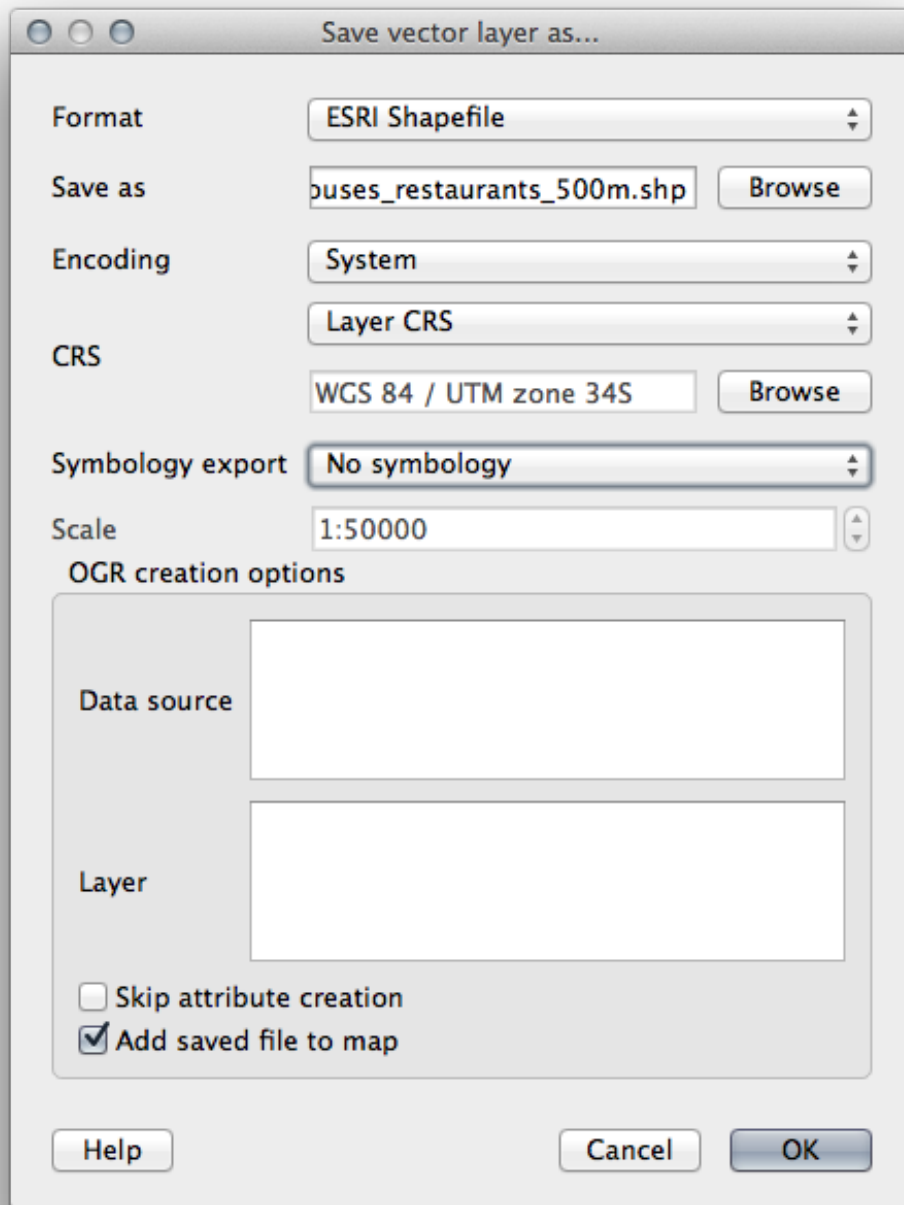 Save vector layer as...
Format ESRI Shapefile
Save as ouses_restaurants_500m.shp Browse
Encoding System
Layer CRS
CRS
WGS 84 / UTM zone 34S Browse
Symbology export No symbology
Scale 1:50000
OGR creation options
Data source
Layer
Skip attribute creation
Add saved file to map
Help Cancel OK